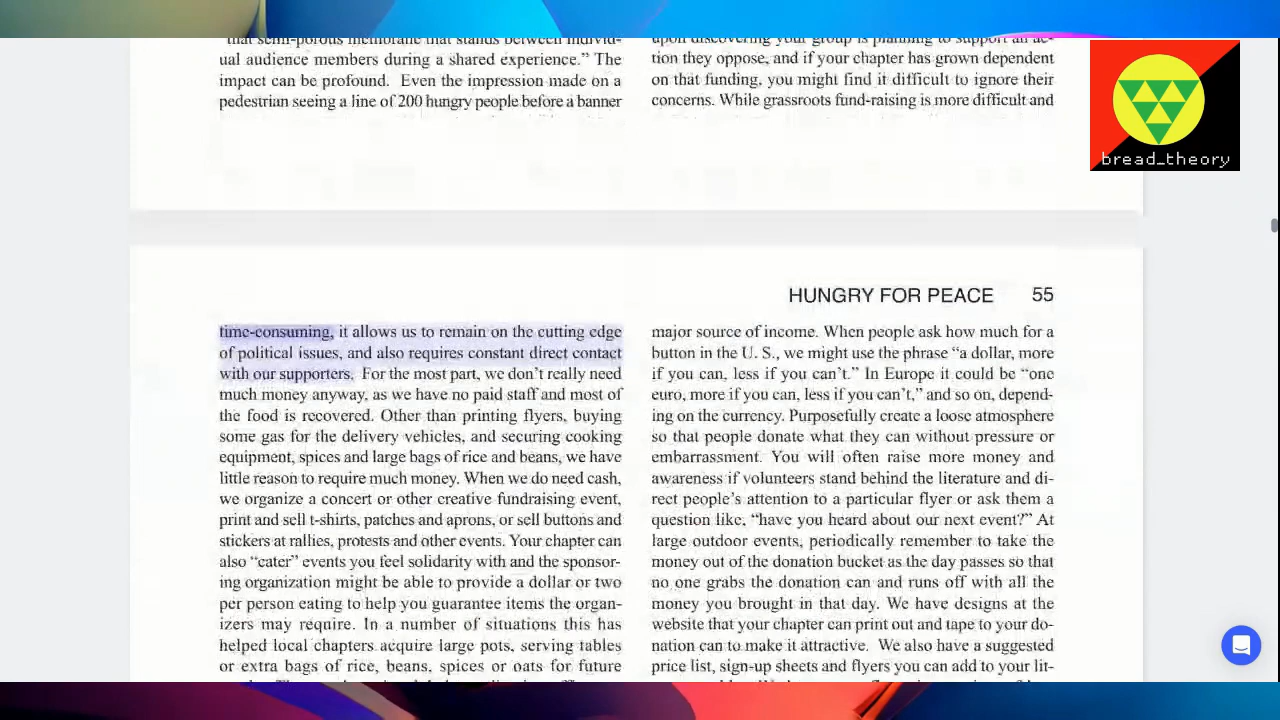 that semi-porous membrane that stands between individ-
ual audience members during a shared experience.” The
impact can be profound. Even the impression made on a
pedestrian seeing a line of 200 hungry people before a banner
upon discovering your group is planning to support an ac-
tion they oppose, and if your chapter has grown dependent
on that funding, you might find it difficult to ignore their
concerns. While grassroots fund-raising is more difficult and
bread_theory
HUNGRY FOR PEACE 55
time-consuming, it allows us to remain on the cutting edge
of political issues, and also requires constant direct contact
with our supporters. For the most part, we don’t really need
much money anyway, as we have no paid staff and most of
the food is recovered. Other than printing flyers, buying
some gas for the delivery vehicles, and securing cooking
equipment, spices and large bags of rice and beans, we have
little reason to require much money. When we do need cash,
we organize a concert or other creative fundraising event,
print and sell t-shirts, patches and aprons, or sell buttons and
stickers at rallies, protests and other events. Your chapter can
also “cater” events you feel solidarity with and the sponsor-
ing organization might be able to provide a dollar or two
per person eating to help you guarantee items the organ-
izers may require. In a number of situations this has
helped local chapters acquire large pots, serving tables
or extra bags of rice, beans, spices or oats for future
major source of income. When people ask how much for a
button in the U. S., we might use the phrase “a dollar, more
if you can, less if you can’t.” In Europe it could be “one
euro, more if you can, less if you can’t,” and so on, depend-
ing on the currency. Purposefully create a loose atmosphere
so that people donate what they can without pressure or
embarrassment. You will often raise more money and
awareness if volunteers stand behind the literature and di-
rect people’s attention to a particular flyer or ask them a
question like, “have you heard about our next event?” At
large outdoor events, periodically remember to take the
money out of the donation bucket as the day passes so that
no one grabs the donation can and runs off with all the
money you brought in that day. We have designs at the
website that your chapter can print out and tape to your do-
nation can to make it attractive. We also have a suggested
price list, sign-up sheets and flyers you can add to your lit-